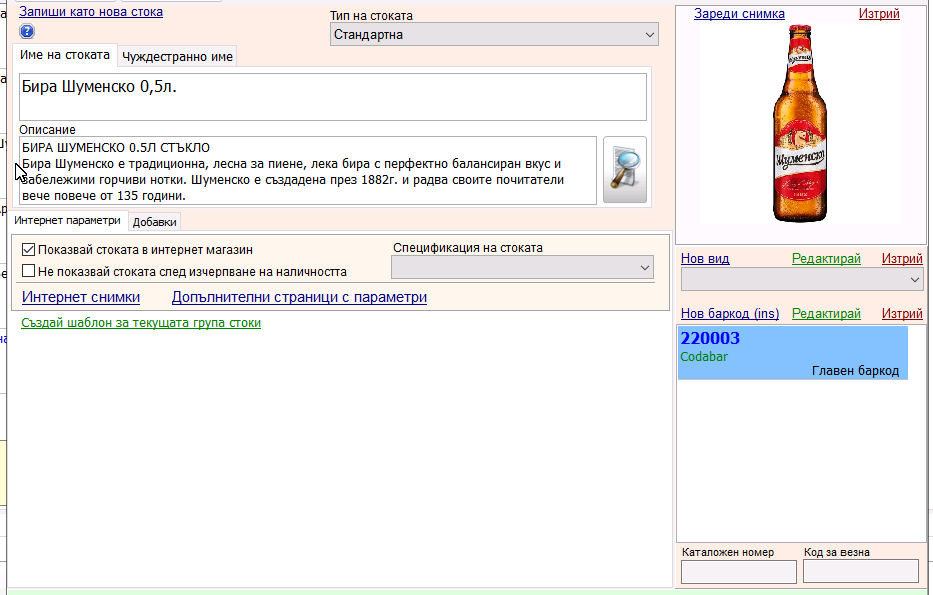 Запиши като нова стока
Тип на стоката
Стандартна
Име на стоката
Чуждестранно име
Бира Шуменско 0,5л.
Описание
БИРА ШУМЕНСКО 0.5Л СТЪКЛО
Бира Шуменско е традиционна, лесна за пиене, лека бира с перфектно балансиран вкус и
забележими горчиви нотки. Шуменско е създадена през 1882г. и радва своите почитатели
вече повече от 135 години.
Интернет параметри
Добавки
Показвай стоката в интернет магазин
Не показвай стоката след изчерпване на наличността
Спецификация на стоката
Интернет снимки
Допълнителни страници с параметри
Създай шаблон за текущата група стоки
Зареди снимка
Изтрий
Шуменско
Нов вид
Редактирай
Изтрий
Нов баркод (ins)
Редактирай
Изтрий
220003
Codabar
Главен баркод
Каталожен номер
Код за везна